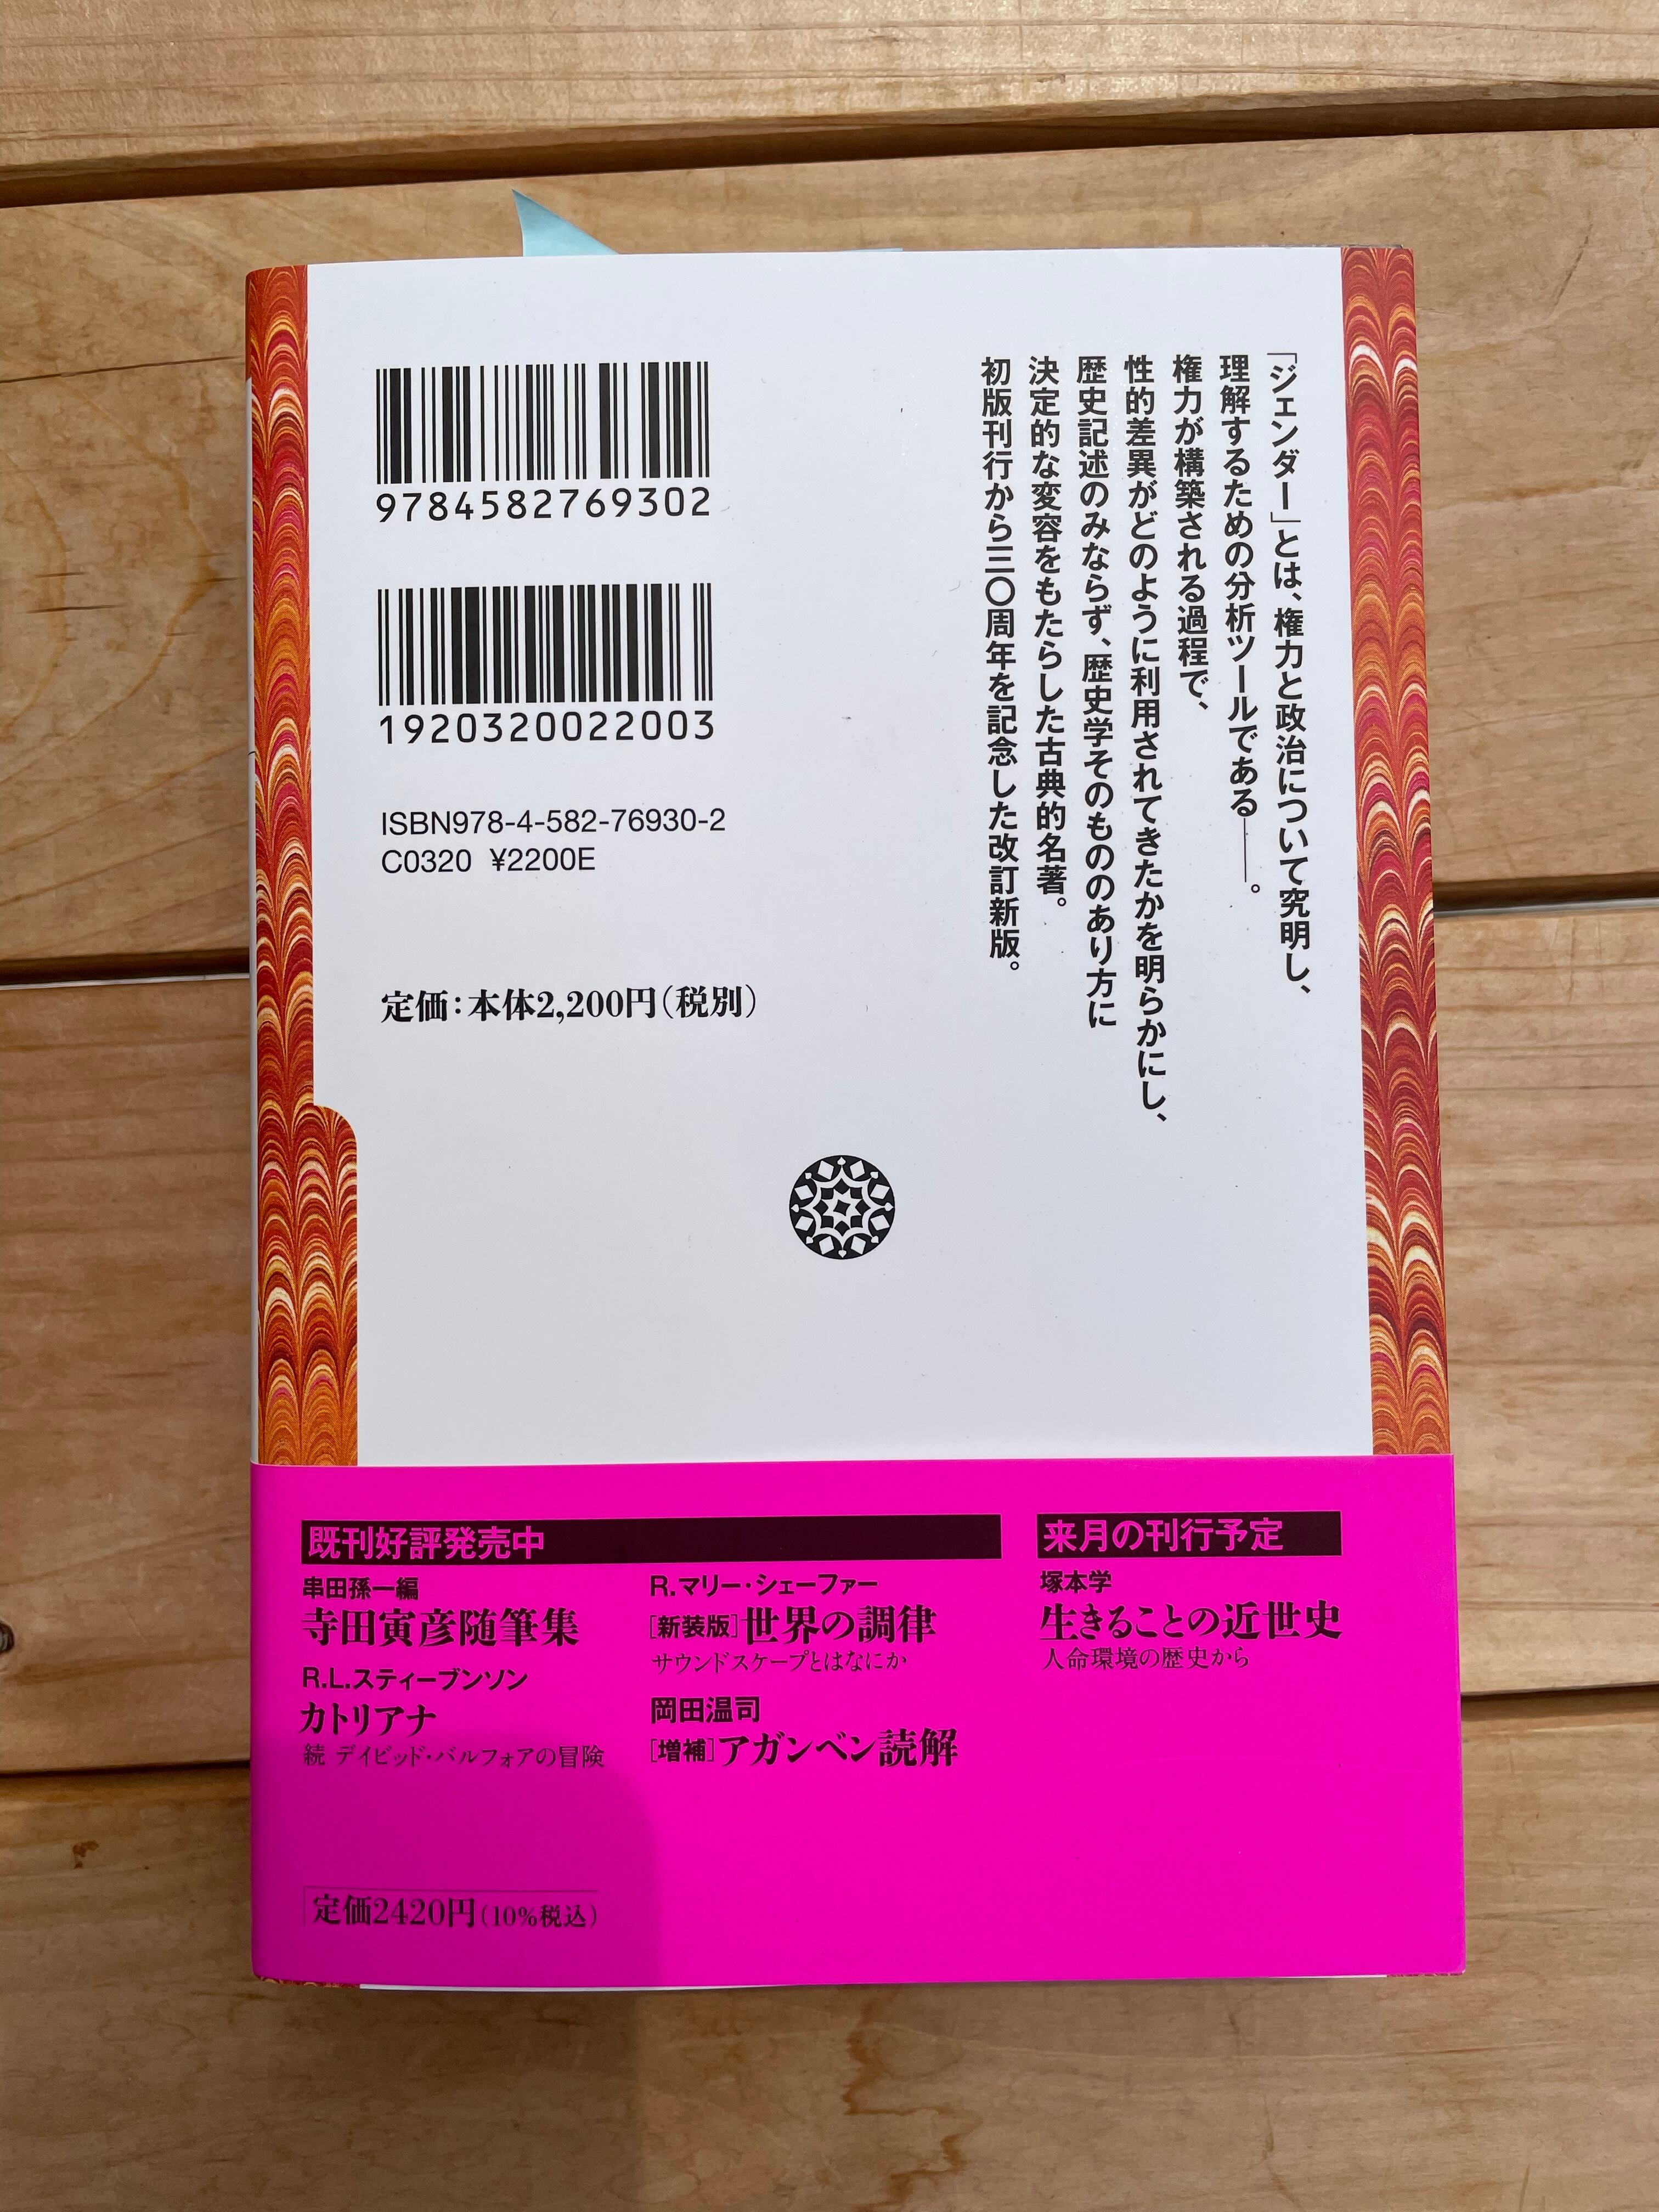 「ジェンダー」とは、権力と政治について究明し、
理解するための分析ツールである――。
権力が構築される過程で、
性的差異がどのように利用されてきたかを明らかにし、
歴史記述のみならず、歴史学そのもののあり方に
決定的な変容をもたらした古典的名著。
初版刊行から三〇周年を記念した改訂新版。
9784582769302
1920320022003
ISBN978-4-582-76930-2
C0320 ¥2200E
定価：本体2,200円（税別）
既刊好評発売中
串田孫一編
寺田寅彦随筆集
R.L.スティーブンソン
カトリアナ
続 デイビッド・バルフォアの冒険
R.マリー・シェーファー
［新装版］世界の調律
サウンドスケープとはなにか
岡田温司
［増補］アガンベン読解
来月の刊行予定
塚本学
生きることの近世史
人命環境の歴史から
定価2420円（10％税込）